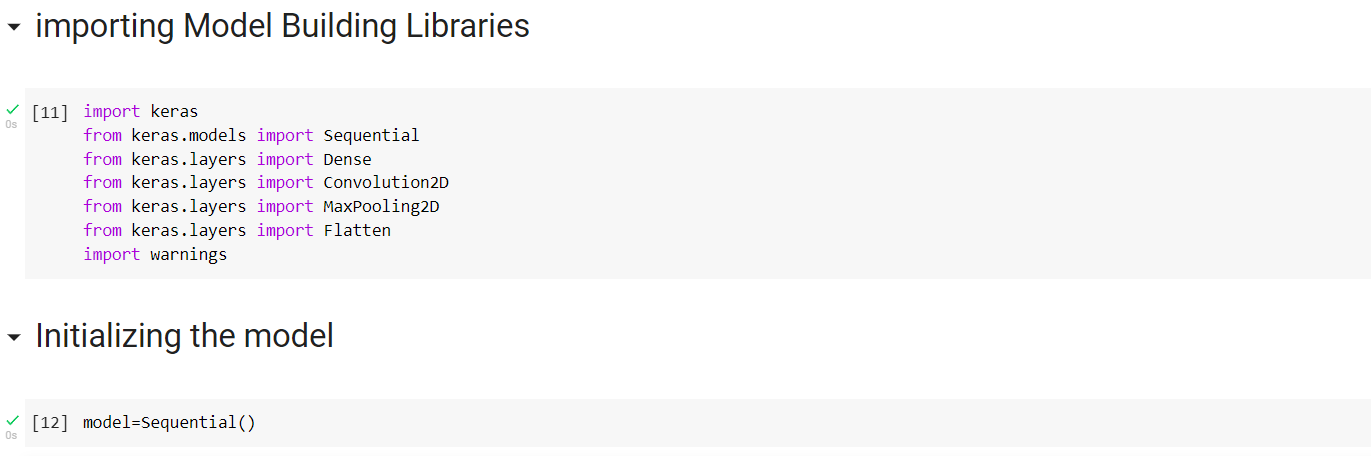 importing Model Building Libraries
0s
[11] import keras
from keras.models import Sequential
from keras.layers import Dense
from keras.layers import Convolution2D
from keras.layers import MaxPooling2D
from keras.layers import Flatten
import warnings
Initializing the model
0s
[12] model=Sequential()